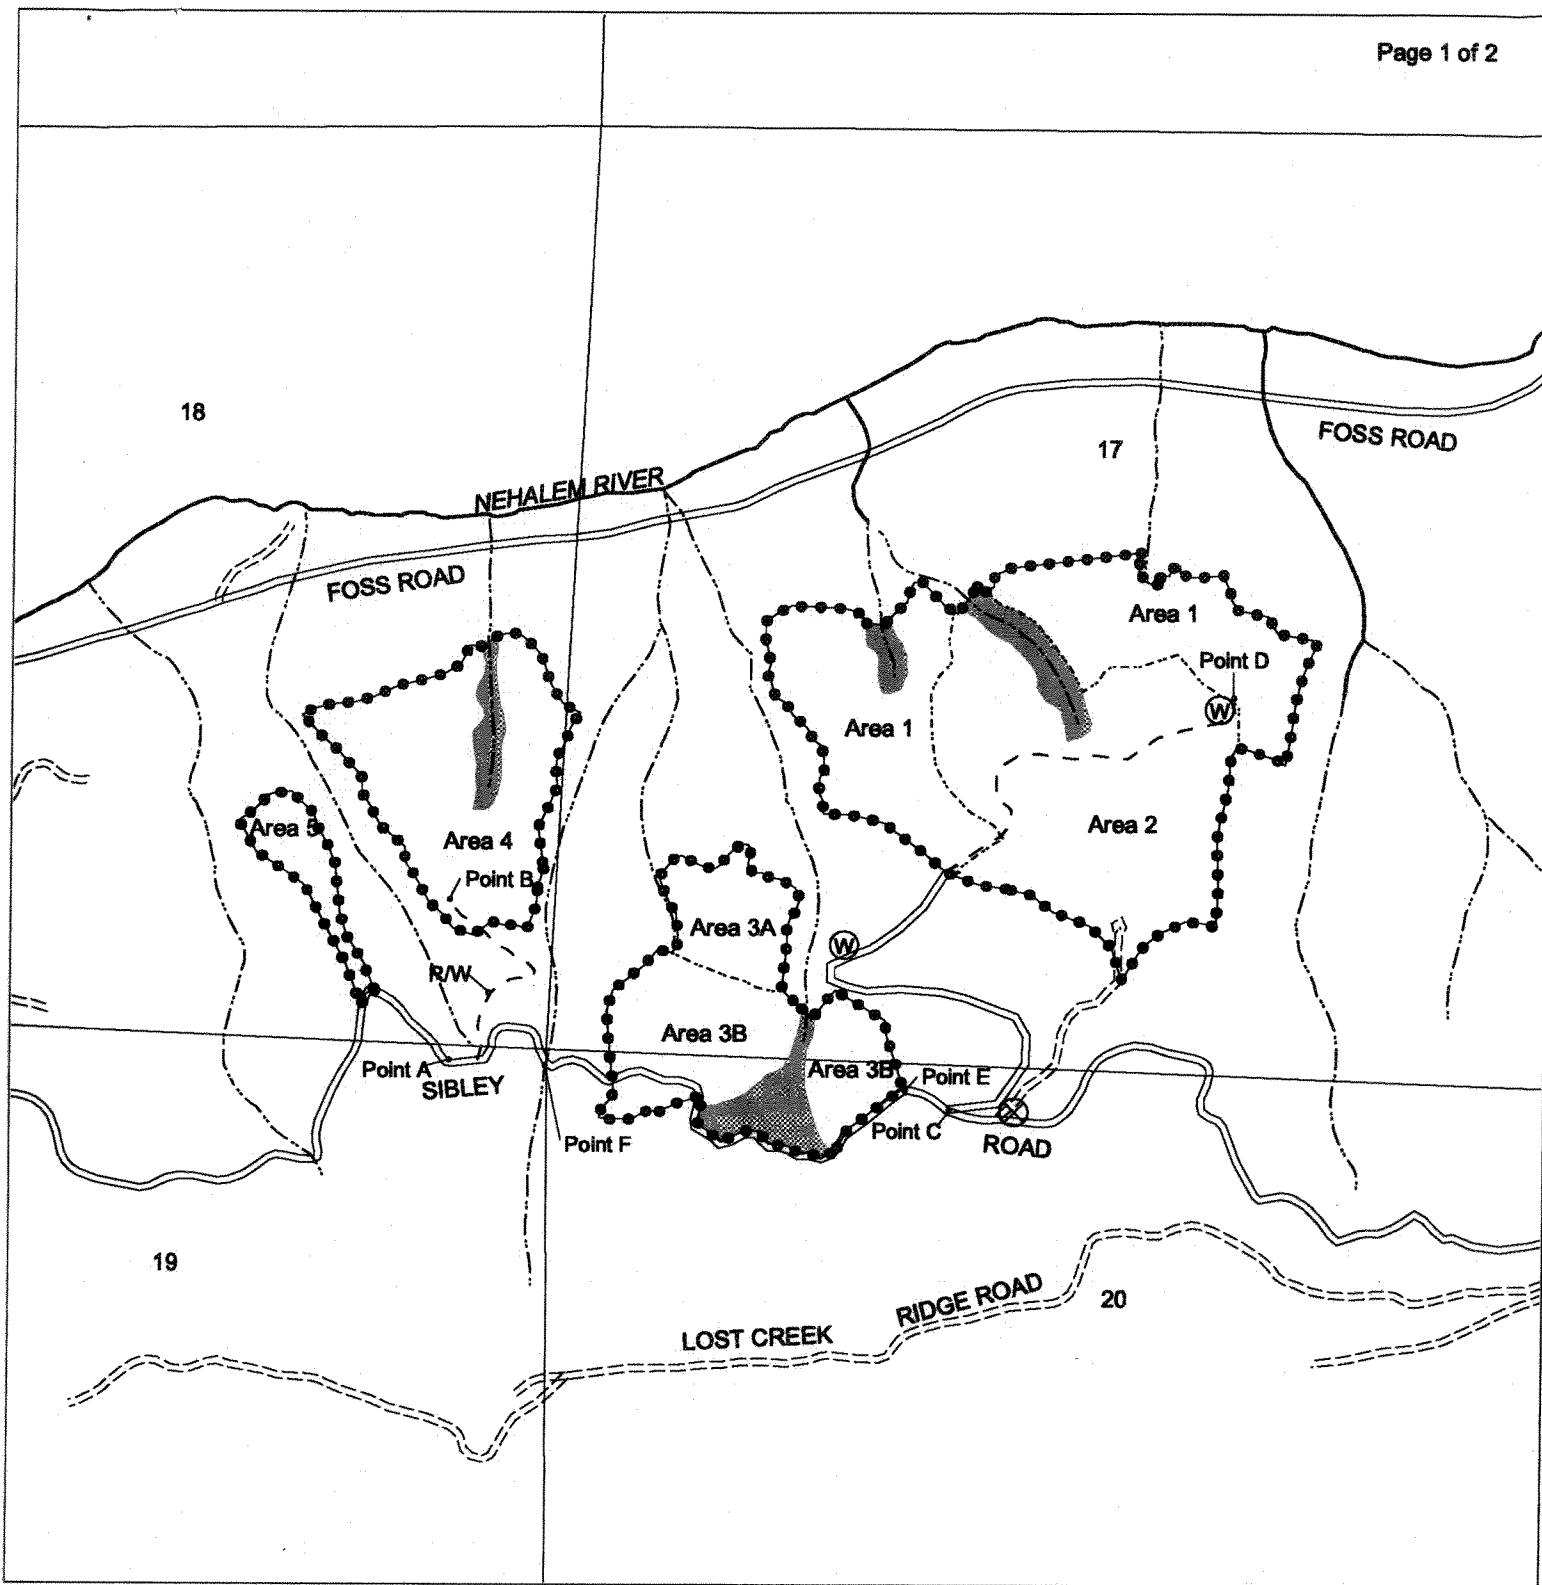 Page 1 of 2
18
17
FOSS ROAD
NEHALEM RIVER
FOSS ROAD
Area 1
Point D
W
Area 1
Area 5
Area 4
Area 2
Point B
Area 3A
W
R/W
Area 3B
Point A
Area 3B
Point E
SIBLEY
Point F
Point C
ROAD
19
RIDGE ROAD
20
LOST CREEK